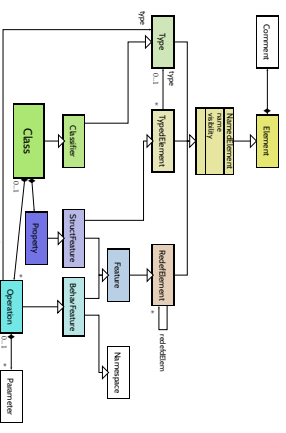 Comment
Element
NamedElement
name
visibility
Type
type
type
0..1
*
TypedElement
RedefElement
*
redefdElem
Classifier
StructFeature
Feature
BehavFeature
Namespace
Class
0..1
Property
*
Operation
0..1
*
Parameter